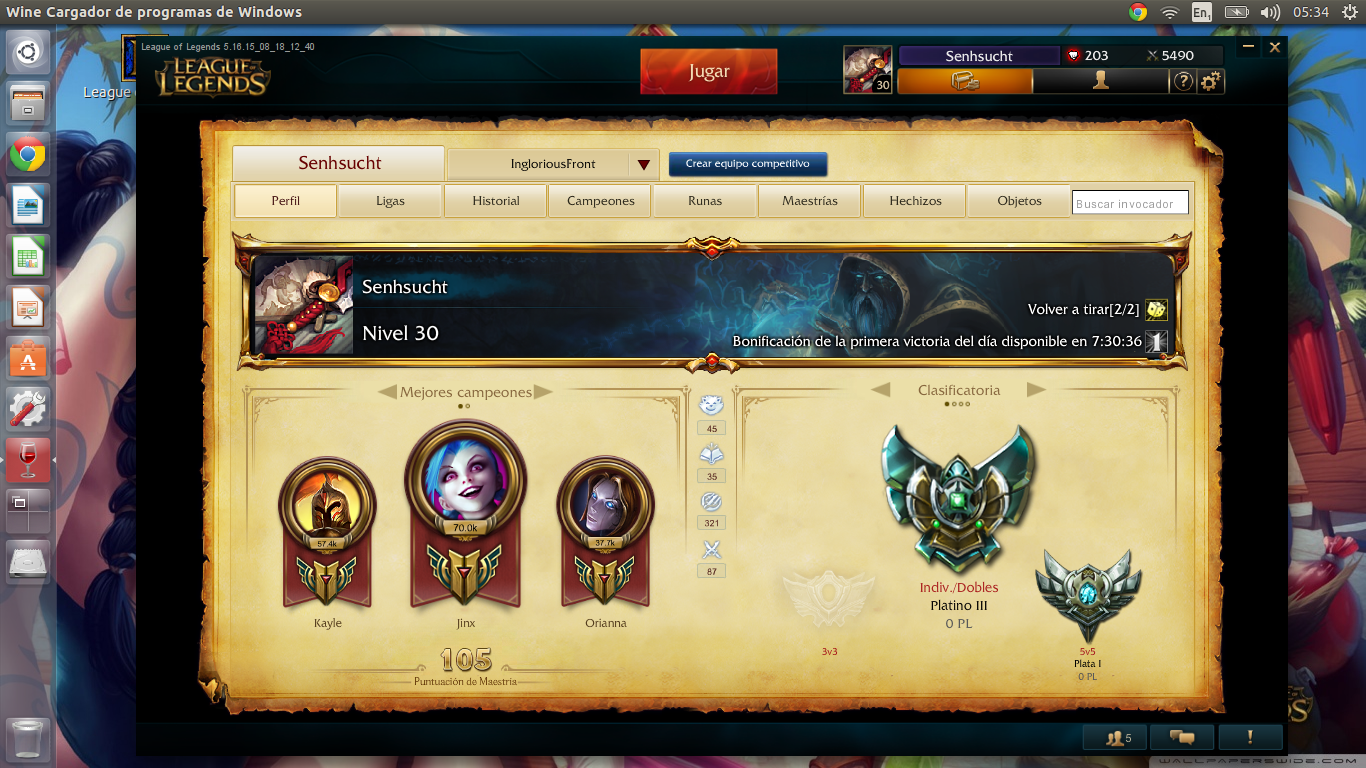 Wine Cargador de programas de Windows
En1
05:34
League of Legends 5.16.15_08_18_12_40
LEAGUE OF LEGENDS
Jugar
30
Senhsucht
203
5490
?
League
Senhsucht
IngloriousFront
Crear equipo competitivo
Perfil
Ligas
Historial
Campeones
Runas
Maestrías
Hechizos
Objetos
Buscar invocador
Senhsucht
Nivel 30
Volver a tirar[2/2]
Bonificación de la primera victoria del día disponible en 7:30:36
1
Mejores campeones
57.4k
70.0k
37.7k
Kayle
Jinx
Orianna
105
Puntuación de Maestría
45
35
321
87
Clasificatoria
3v3
Indiv./Dobles
Platino III
0 PL
5v5
Plata I
0 PL
5
!
WALLPAPERSWIDE.COM